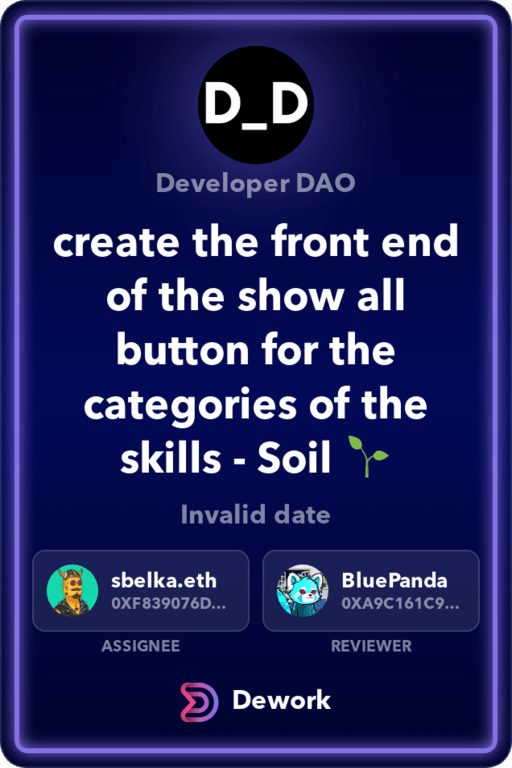 D_D
Developer DAO
create the front end
of the show all
button for the
categories of the
skills - Soil 🌱
Invalid date
sbelka.eth
0XF839076D...
BluePanda
0XA9C161C9...
ASSIGNEE
REVIEWER
Dework